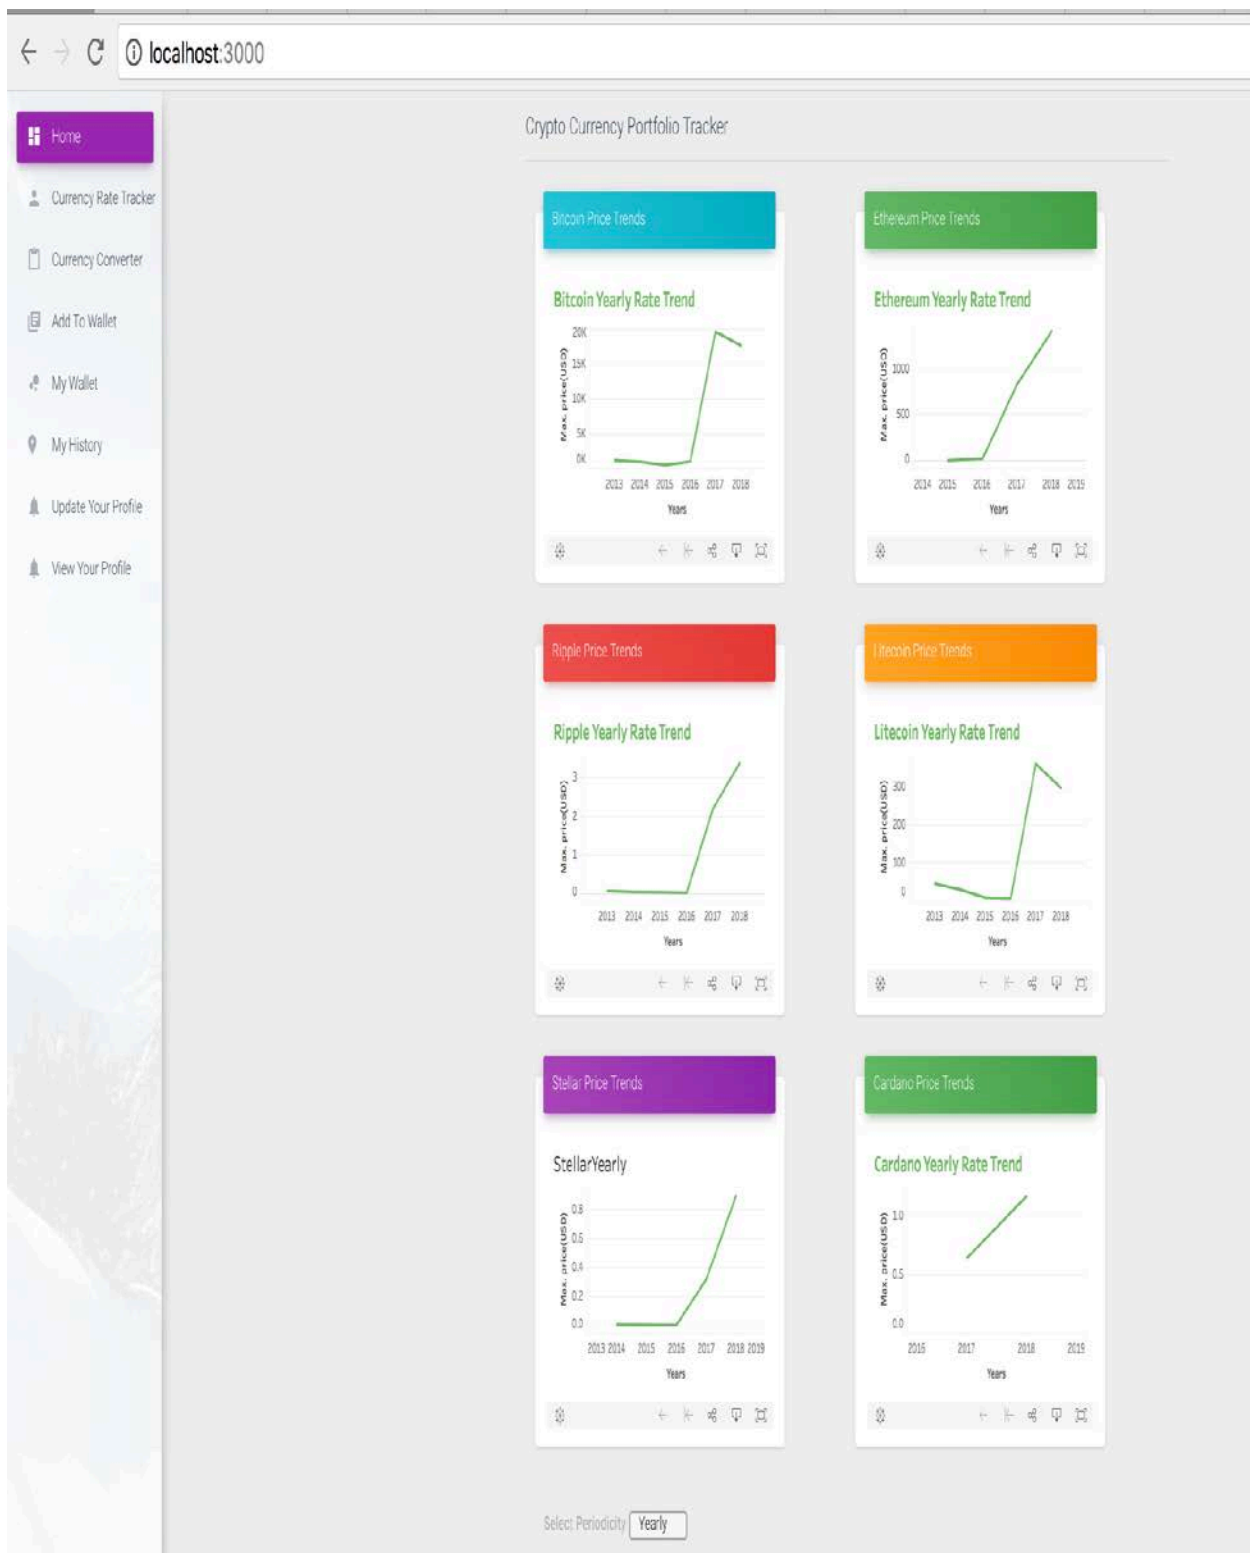 localhost:3000
Home
Currency Rate Tracker
Currency Converter
Add To Wallet
My Wallet
My History
Update Your Profile
View Your Profile
Crypto Currency Portfolio Tracker
Bitcoin Price Trends
Bitcoin Yearly Rate Trend
Max. price(USD)
20K
15K
10K
5K
0K
2013 2014 2015 2016 2017 2018
Years
Ethereum Price Trends
Ethereum Yearly Rate Trend
Max. price(USD)
1000
500
0
2014 2015 2016 2017 2018 2019
Years
Ripple Price Trends
Ripple Yearly Rate Trend
Max. price(USD)
3
2
1
0
2013 2014 2015 2016 2017 2018
Years
Litecoin Price Trends
Litecoin Yearly Rate Trend
Max. price(USD)
300
200
100
0
2013 2014 2015 2016 2017 2018
Years
Stellar Price Trends
StellarYearly
Max. price(USD)
0.8
0.6
0.4
0.2
0.0
2013 2014 2015 2016 2017 2018 2019
Years
Cardano Price Trends
Cardano Yearly Rate Trend
Max. price(USD)
1.0
0.5
0.0
2016 2017 2018 2019
Years
Select Periodicity Yearly